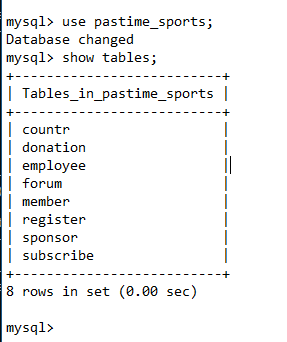 mysql> use pastime_sports;
Database changed
mysql> show tables;
+--------------------------+
| Tables_in_pastime_sports |
+--------------------------+
| countr                   |
| donation                 |
| employee                 |
| forum                    |
| member                   |
| register                 |
| sponsor                  |
| subscribe                |
+--------------------------+
8 rows in set (0.00 sec)
mysql>